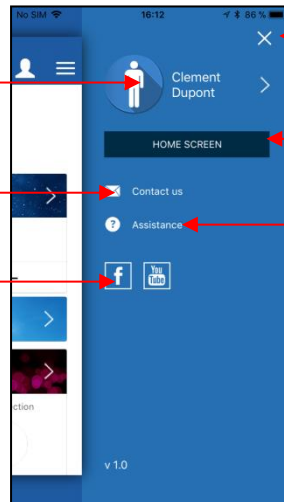 No SIM 16:12 86 %
Clement
Dupont
HOME SCREEN
Contact us
? Assistance
f You
Tube
ction
v 1.0